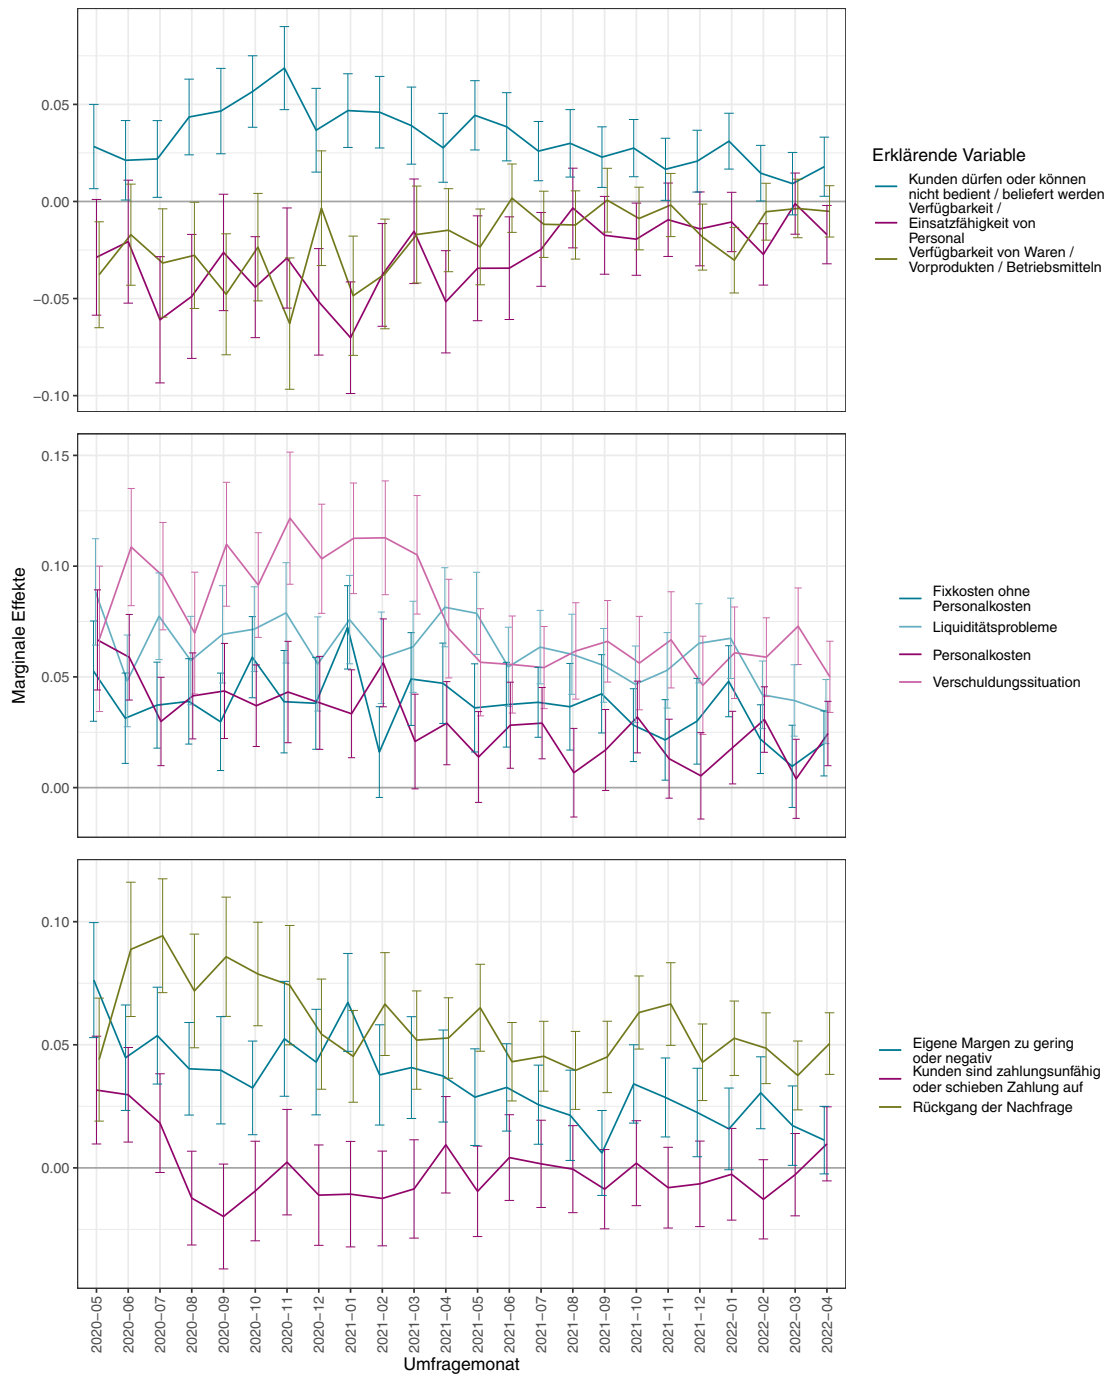 0.05
0.00
−0.05
−0.10
Erklärende Variable
Kunden dürfen oder können
nicht bedient / beliefert werden
Verfügbarkeit /
Einsatzfähigkeit von
Personal
Verfügbarkeit von Waren /
Vorprodukten / Betriebsmitteln
Marginale Effekte
0.15
0.10
0.05
0.00
Fixkosten ohne
Personalkosten
Liquiditätsprobleme
Personalkosten
Verschuldungssituation
0.10
0.05
0.00
Eigene Margen zu gering
oder negativ
Kunden sind zahlungsunfähig
oder schieben Zahlung auf
Rückgang der Nachfrage
2020−05
2020−06
2020−07
2020−08
2020−09
2020−10
2020−11
2020−12
2021−01
2021−02
2021−03
2021−04
2021−05
2021−06
2021−07
2021−08
2021−09
2021−10
2021−11
2021−12
2022−01
2022−02
2022−03
2022−04
Umfragemonat